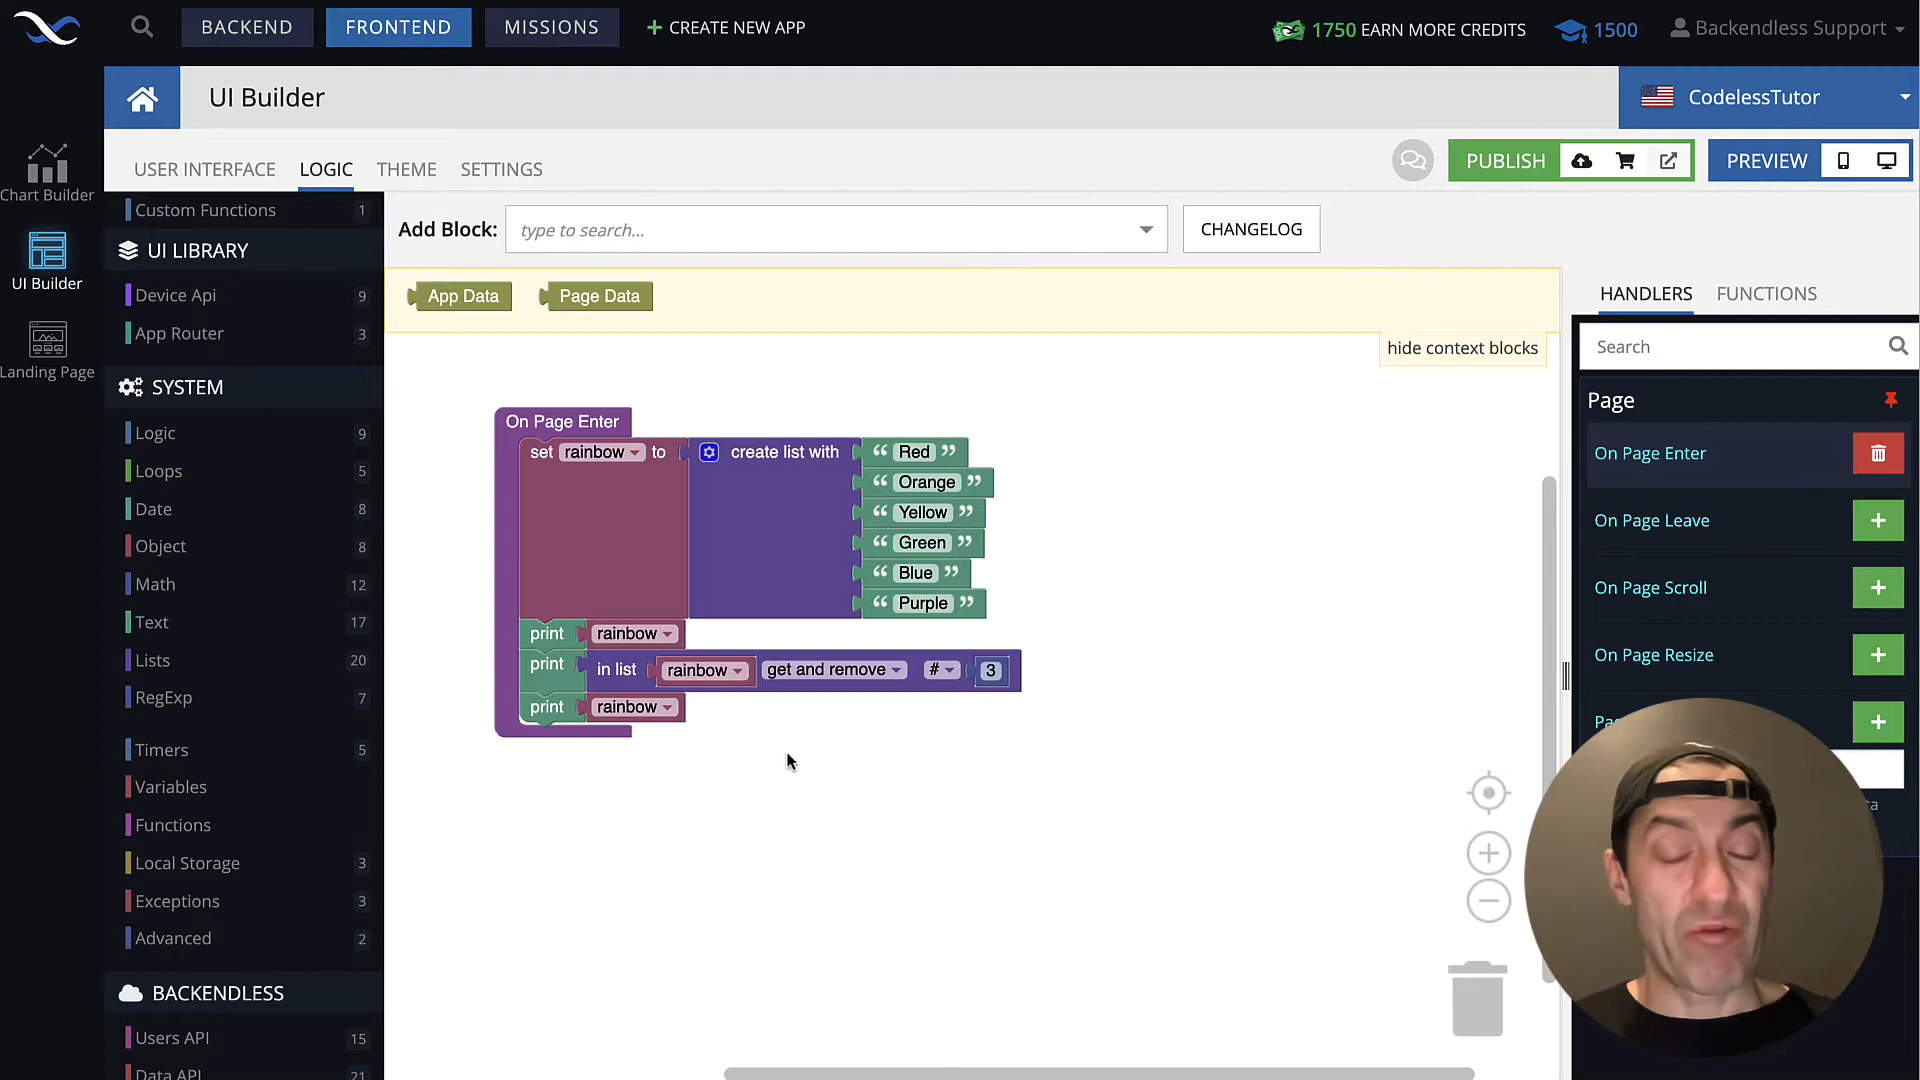 BACKEND
FRONTEND
MISSIONS
+ CREATE NEW APP
1750 EARN MORE CREDITS
1500
Backendless Support
UI Builder
CodelessTutor
USER INTERFACE
LOGIC
THEME
SETTINGS
PUBLISH
PREVIEW
Chart Builder
UI Builder
Landing Page
Custom Functions 1
UI LIBRARY
Device Api 9
App Router 3
SYSTEM
Logic 9
Loops 5
Date 8
Object 8
Math 12
Text 17
Lists 20
RegExp 7
Timers 5
Variables
Functions
Local Storage 3
Exceptions 3
Advanced 2
BACKENDLESS
Users API 15
Data API 21
Add Block: type to search...
CHANGELOG
App Data
Page Data
hide context blocks
On Page Enter
set rainbow to create list with “ Red ”
“ Orange ”
“ Yellow ”
“ Green ”
“ Blue ”
“ Purple ”
print rainbow
print in list rainbow get and remove # 3
print rainbow
HANDLERS
FUNCTIONS
Search
Page
On Page Enter
On Page Leave
On Page Scroll
On Page Resize